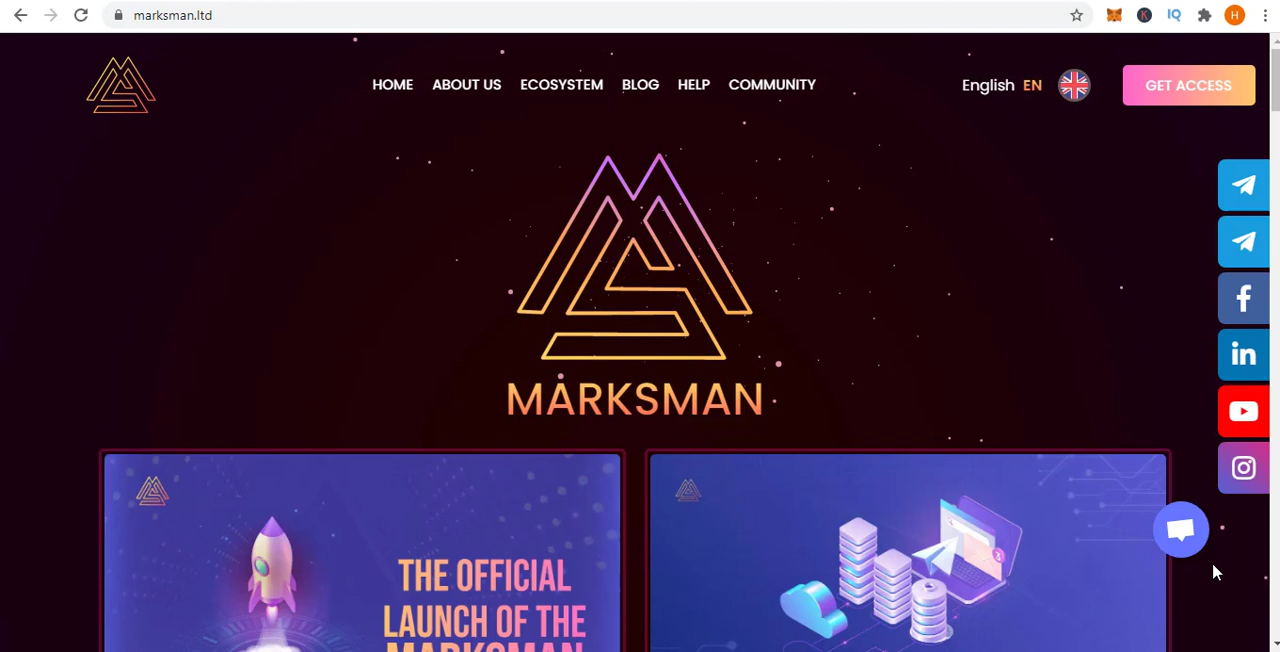 marksman.ltd
HOME ABOUT US ECOSYSTEM BLOG HELP COMMUNITY English EN GET ACCESS
MARKSMAN
THE OFFICIAL
LAUNCH OF THE
MARKSMAN